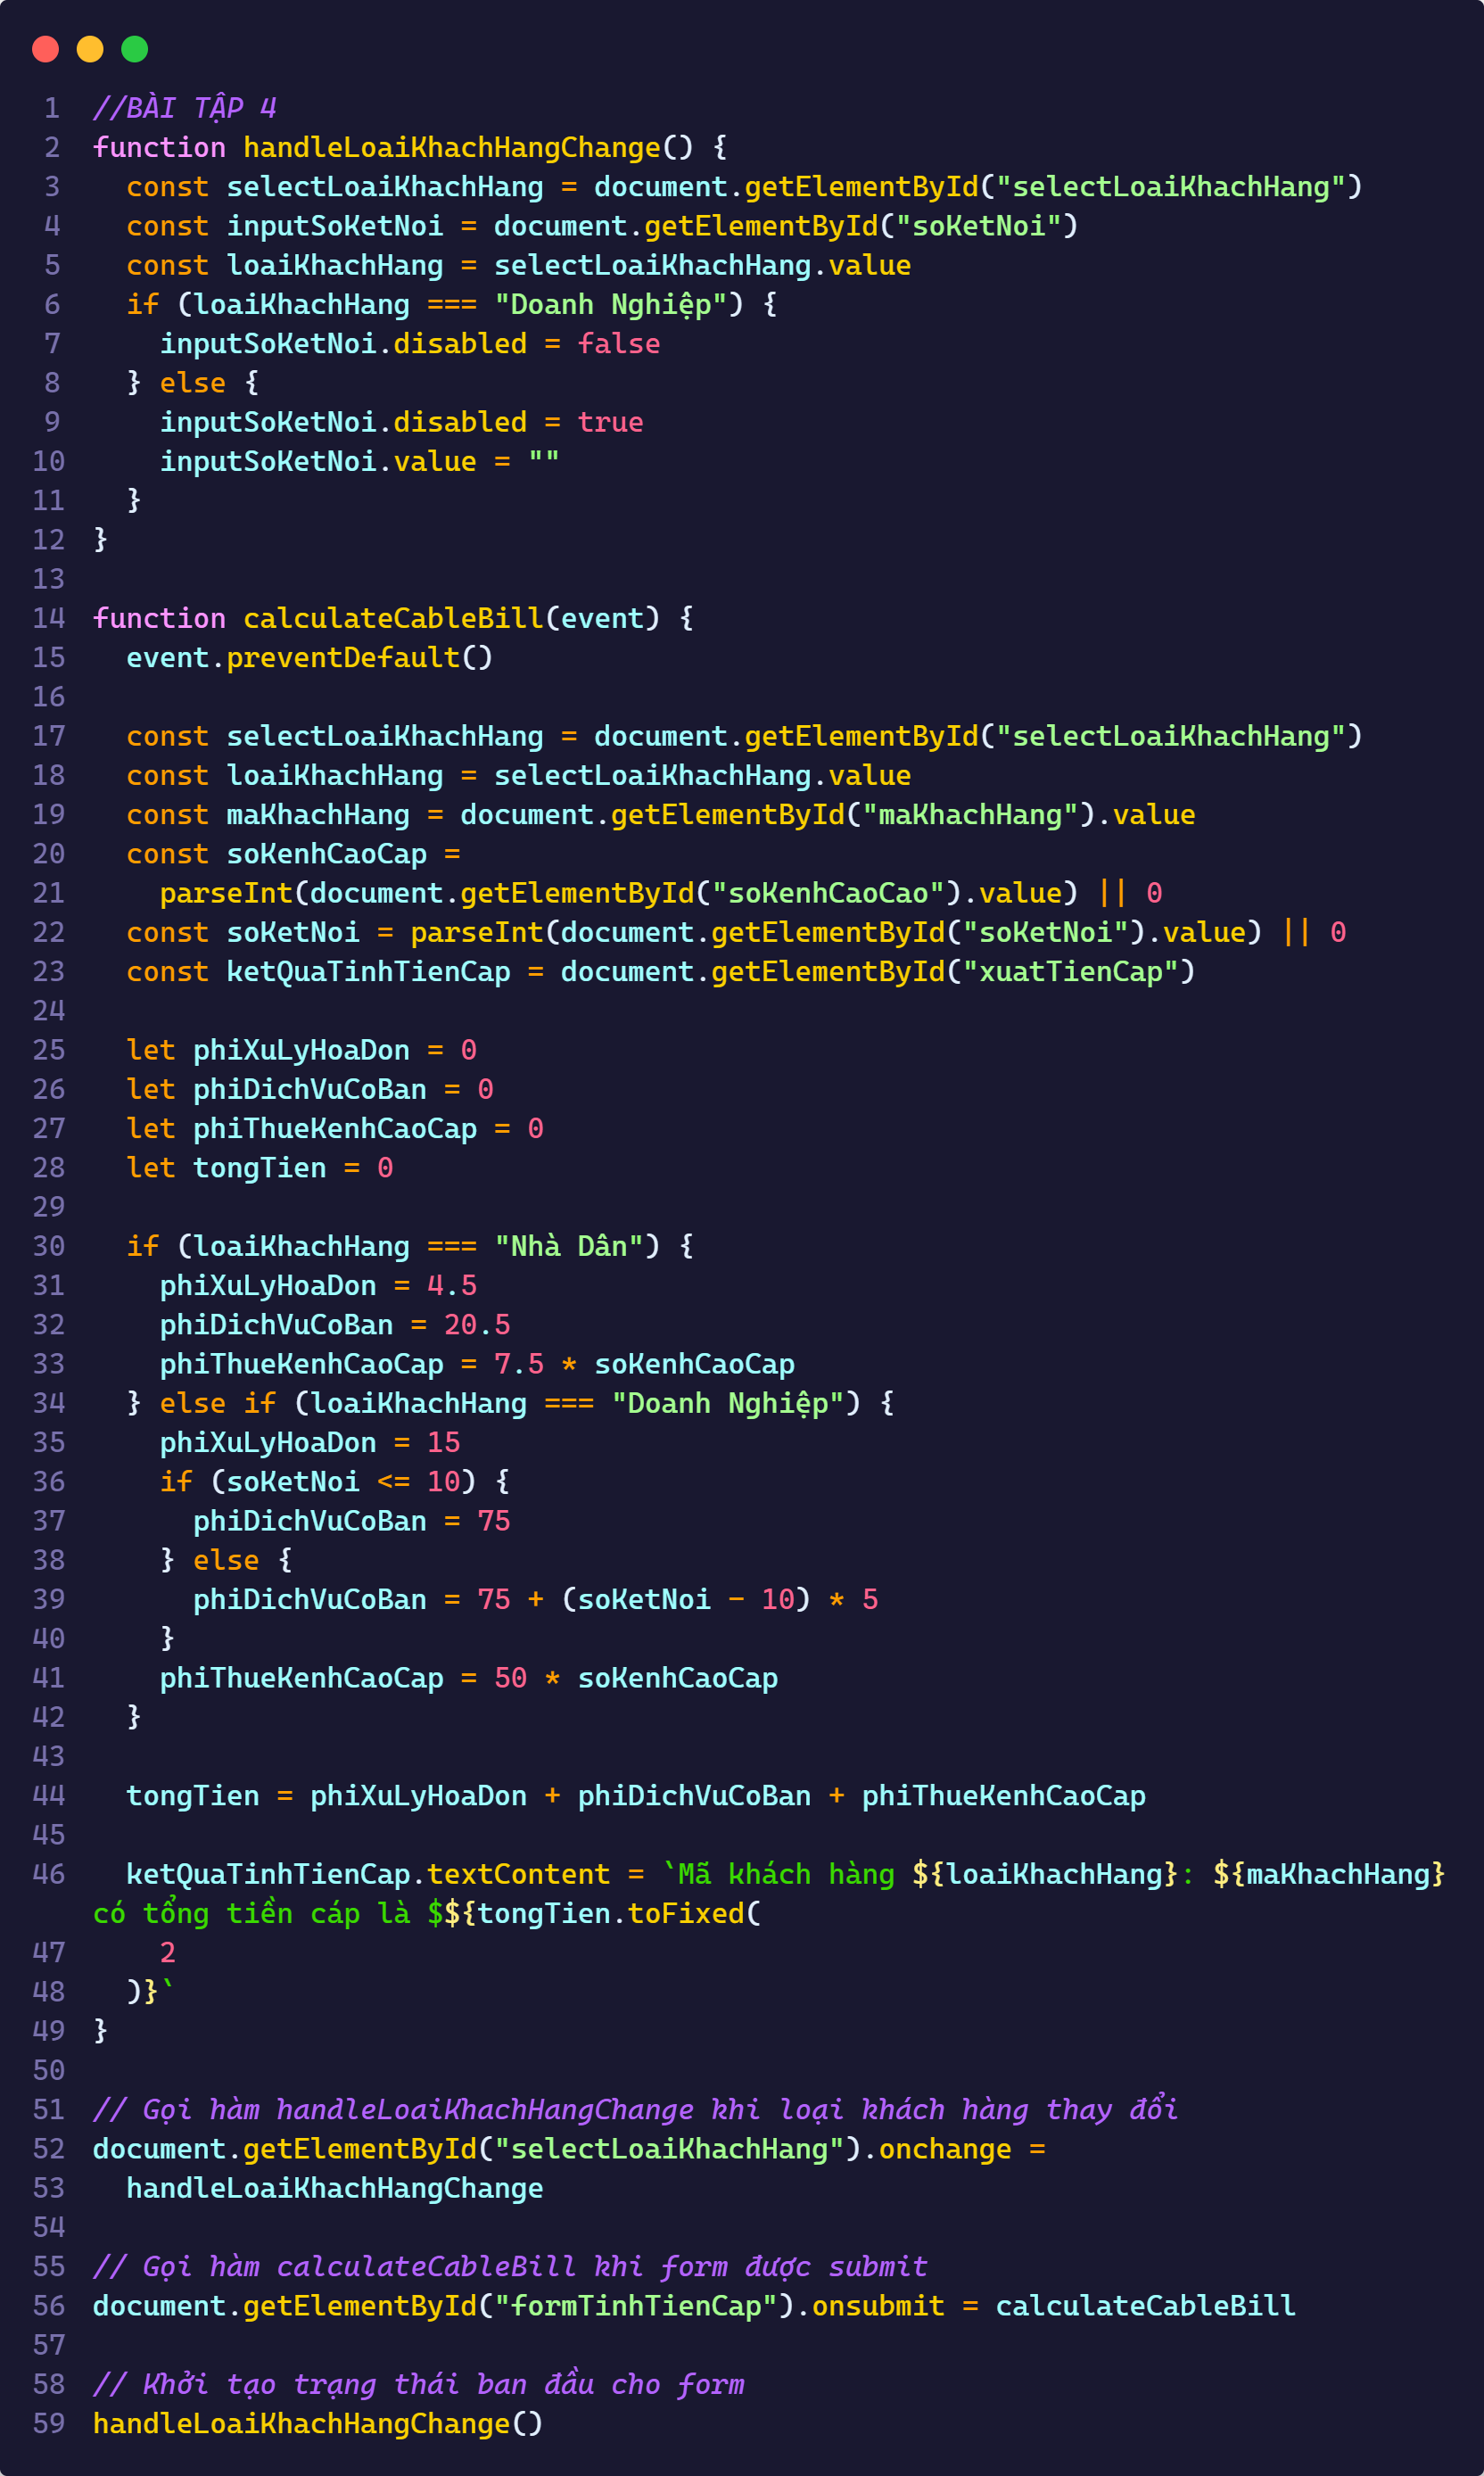 1 //BÀI TẬP 4
2 function handleLoaiKhachHangChange() {
3   const selectLoaiKhachHang = document.getElementById("selectLoaiKhachHang")
4   const inputSoKetNoi = document.getElementById("soKetNoi")
5   const loaiKhachHang = selectLoaiKhachHang.value
6   if (loaiKhachHang === "Doanh Nghiệp") {
7     inputSoKetNoi.disabled = false
8   } else {
9     inputSoKetNoi.disabled = true
10     inputSoKetNoi.value = ""
11   }
12 }
13
14 function calculateCableBill(event) {
15   event.preventDefault()
16
17   const selectLoaiKhachHang = document.getElementById("selectLoaiKhachHang")
18   const loaiKhachHang = selectLoaiKhachHang.value
19   const maKhachHang = document.getElementById("maKhachHang").value
20   const soKenhCaoCap =
21     parseInt(document.getElementById("soKenhCaoCao").value) || 0
22   const soKetNoi = parseInt(document.getElementById("soKetNoi").value) || 0
23   const ketQuaTinhTienCap = document.getElementById("xuatTienCap")
24
25   let phiXuLyHoaDon = 0
26   let phiDichVuCoBan = 0
27   let phiThueKenhCaoCap = 0
28   let tongTien = 0
29
30   if (loaiKhachHang === "Nhà Dân") {
31     phiXuLyHoaDon = 4.5
32     phiDichVuCoBan = 20.5
33     phiThueKenhCaoCap = 7.5 * soKenhCaoCap
34   } else if (loaiKhachHang === "Doanh Nghiệp") {
35     phiXuLyHoaDon = 15
36     if (soKetNoi <= 10) {
37       phiDichVuCoBan = 75
38     } else {
39       phiDichVuCoBan = 75 + (soKetNoi - 10) * 5
40     }
41     phiThueKenhCaoCap = 50 * soKenhCaoCap
42   }
43
44   tongTien = phiXuLyHoaDon + phiDichVuCoBan + phiThueKenhCaoCap
45
46   ketQuaTinhTienCap.textContent = `Mã khách hàng ${loaiKhachHang}: ${maKhachHang}
có tổng tiền cáp là $${tongTien.toFixed(
47     2
48   )}`
49 }
50
51 // Gọi hàm handleLoaiKhachHangChange khi loại khách hàng thay đổi
52 document.getElementById("selectLoaiKhachHang").onchange =
53   handleLoaiKhachHangChange
54
55 // Gọi hàm calculateCableBill khi form được submit
56 document.getElementById("formTinhTienCap").onsubmit = calculateCableBill
57
58 // Khởi tạo trạng thái ban đầu cho form
59 handleLoaiKhachHangChange()